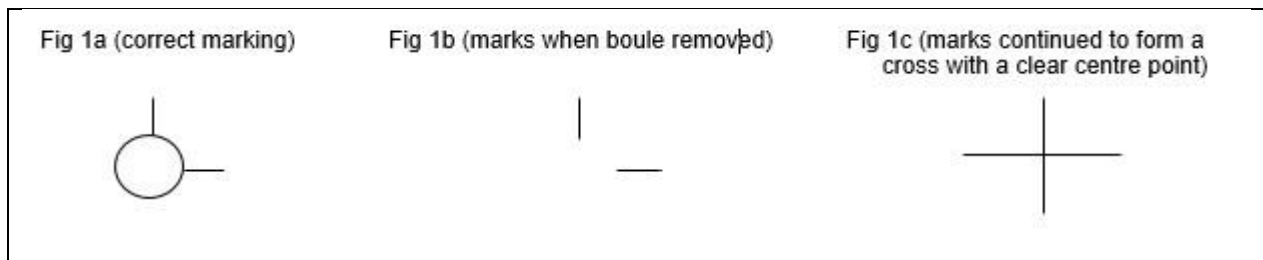 Fig 1a (correct marking)
Fig 1b (marks when boule removed)
Fig 1c (marks continued to form a
cross with a clear centre point)